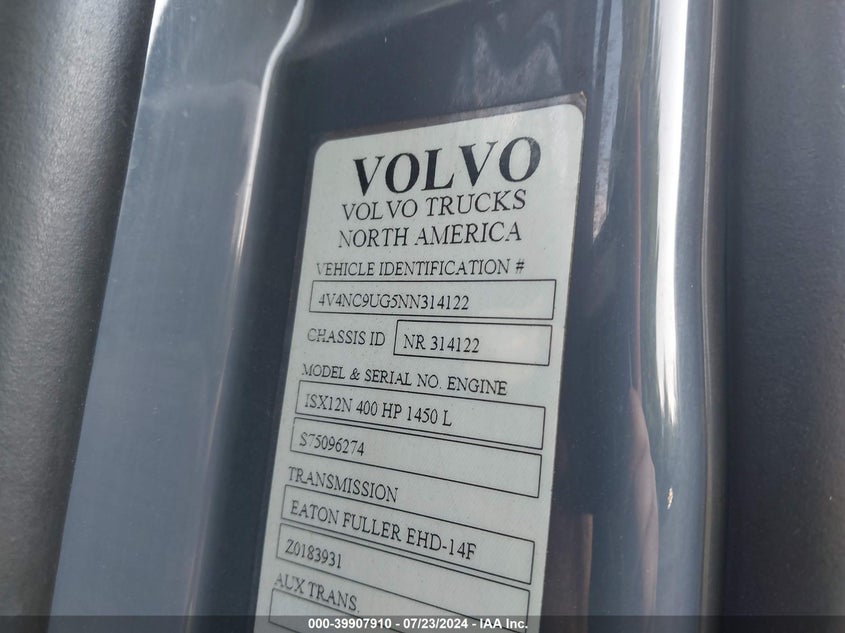 VOLVO
VOLVO TRUCKS
NORTH AMERICA
VEHICLE IDENTIFICATION #
4V4NC9UG5NN314122
CHASSIS ID NR 314122
MODEL & SERIAL NO. ENGINE
ISX12N 400 HP 1450 L
S75096274
TRANSMISSION
EATON FULLER EHD-14F
Z0183931
AUX TRANS.
000-39907910 / 07/23/2024 - IAA Inc.